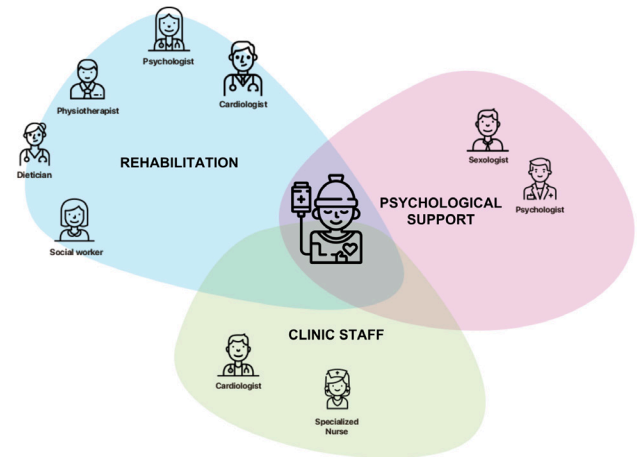 Psychologist
Cardiologist
Physiotherapist
Dietician
REHABILITATION
Social worker
Sexologist
Psychologist
PSYCHOLOGICAL
SUPPORT
CLINIC STAFF
Cardiologist
Specialized
Nurse